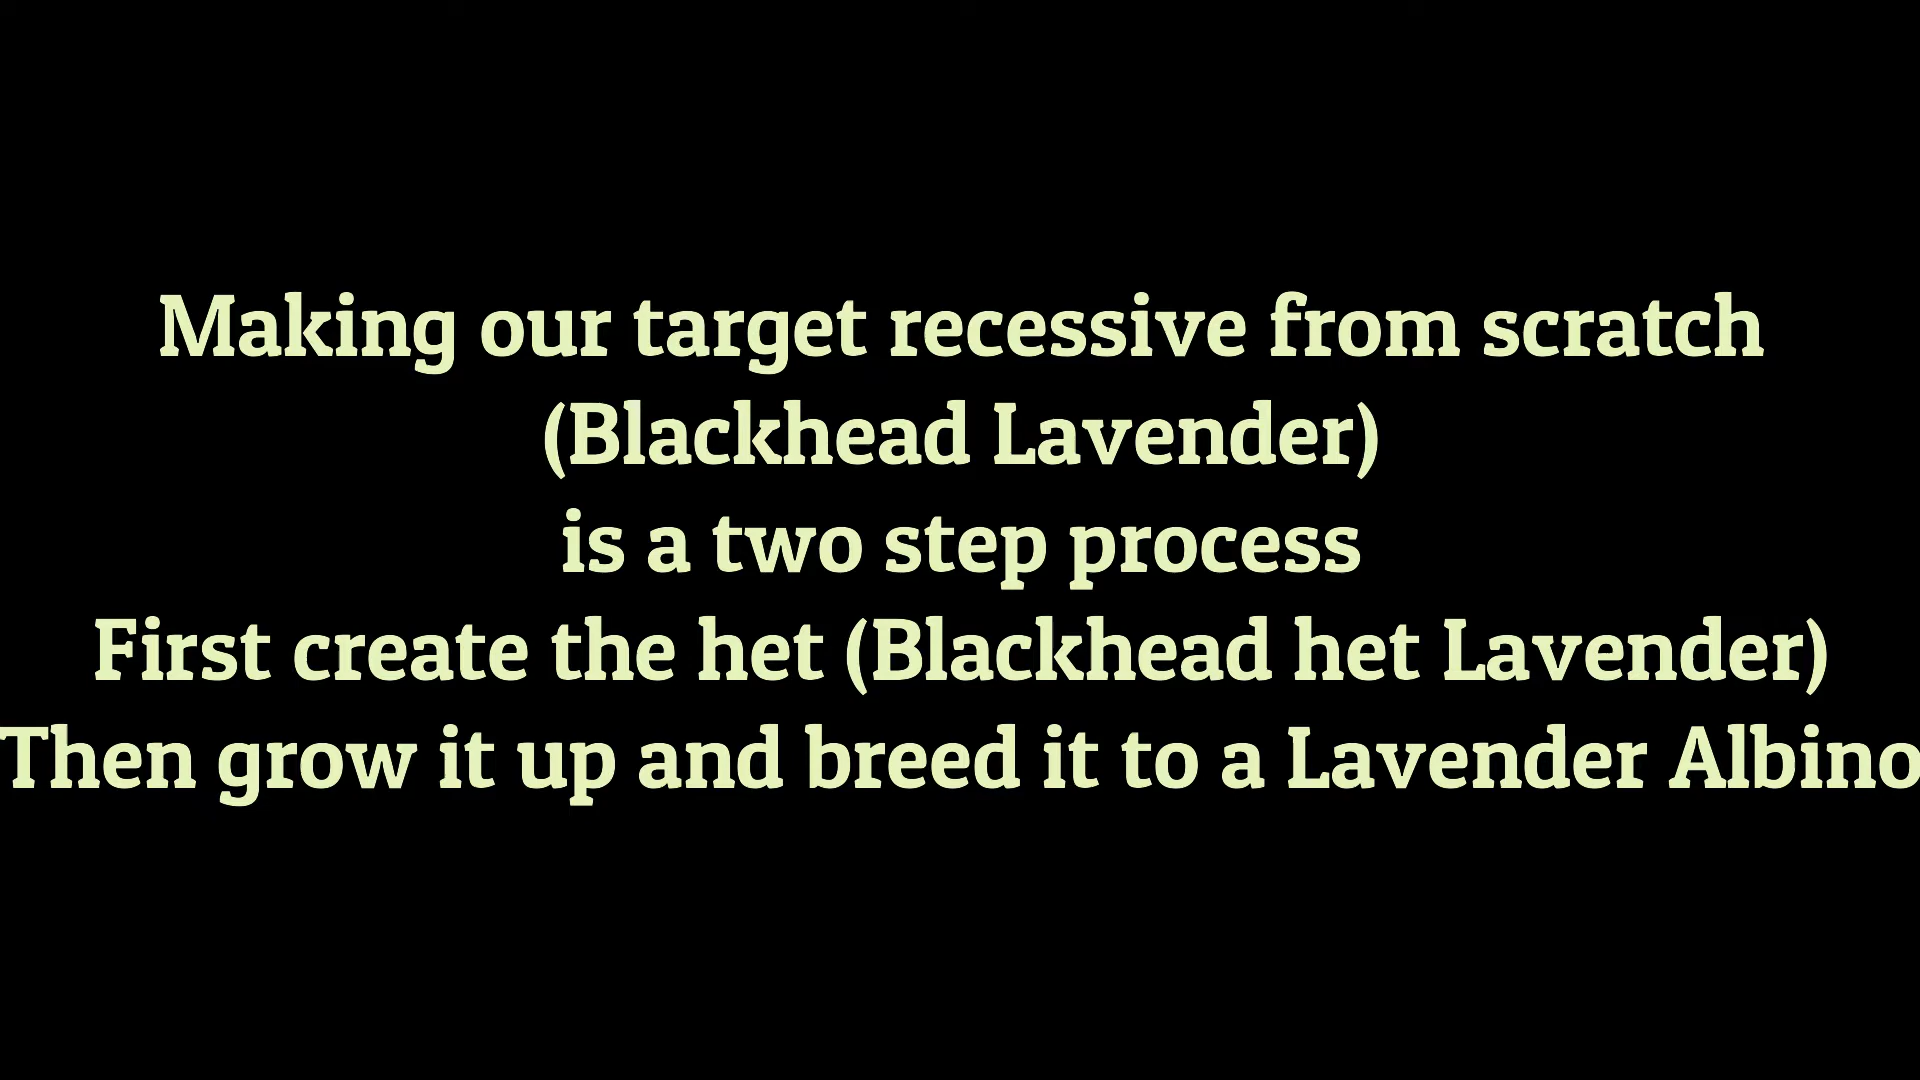 Making our target recessive from scratch
(Blackhead Lavender)
is a two step process
First create the het (Blackhead het Lavender)
Then grow it up and breed it to a Lavender Albino